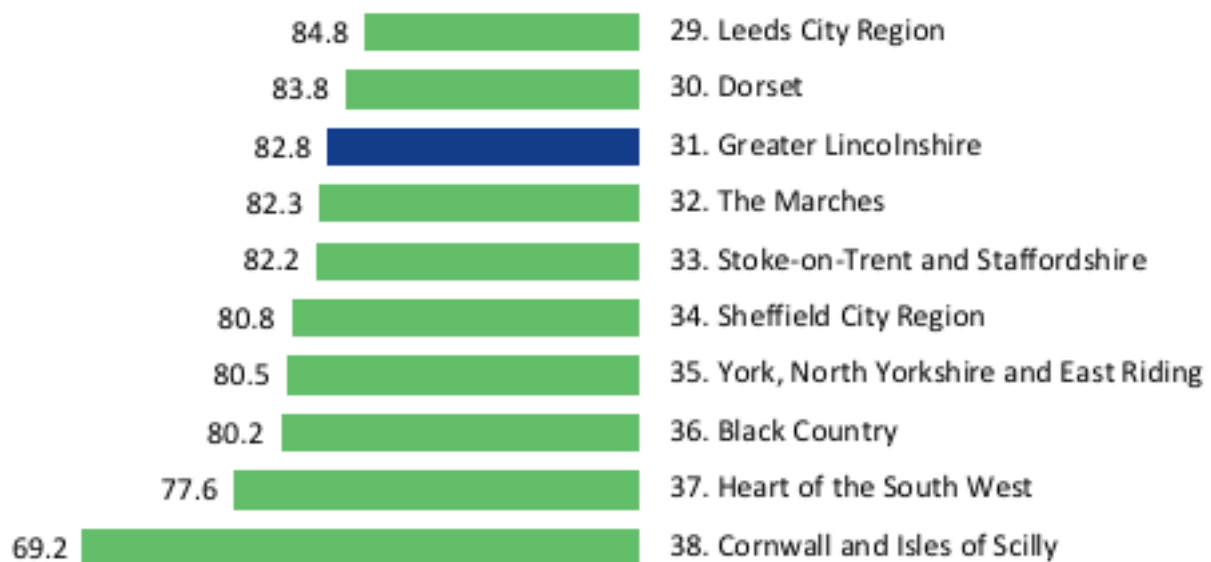 84.8 29. Leeds City Region
83.8 30. Dorset
82.8 31. Greater Lincolnshire
82.3 32. The Marches
82.2 33. Stoke-on-Trent and Staffordshire
80.8 34. Sheffield City Region
80.5 35. York, North Yorkshire and East Riding
80.2 36. Black Country
77.6 37. Heart of the South West
69.2 38. Cornwall and Isles of Scilly